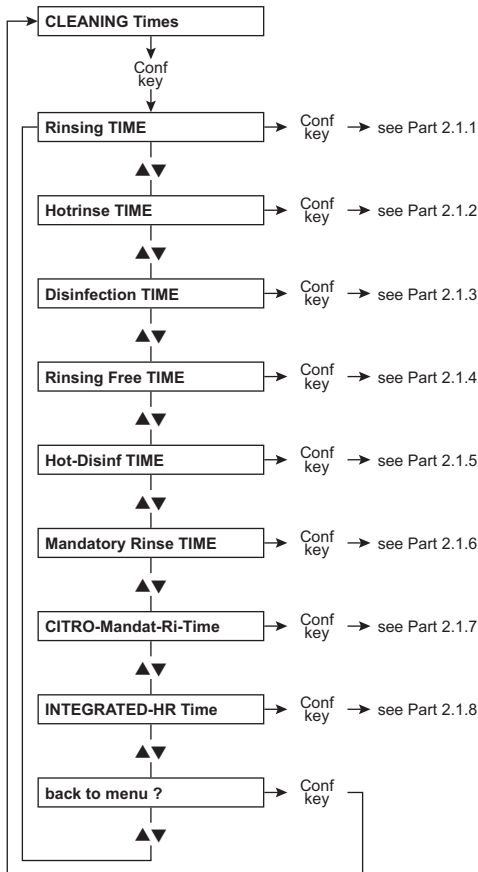 CLEANING Times
Conf
key
Rinsing TIME
Conf
key
see Part 2.1.1
▲▼
Hotrinse TIME
Conf
key
see Part 2.1.2
▲▼
Disinfection TIME
Conf
key
see Part 2.1.3
▲▼
Rinsing Free TIME
Conf
key
see Part 2.1.4
▲▼
Hot-Disinf TIME
Conf
key
see Part 2.1.5
▲▼
Mandatory Rinse TIME
Conf
key
see Part 2.1.6
▲▼
CITRO-Mandat-Ri-Time
Conf
key
see Part 2.1.7
▲▼
INTEGRATED-HR Time
Conf
key
see Part 2.1.8
▲▼
back to menu ?
Conf
key
▲▼